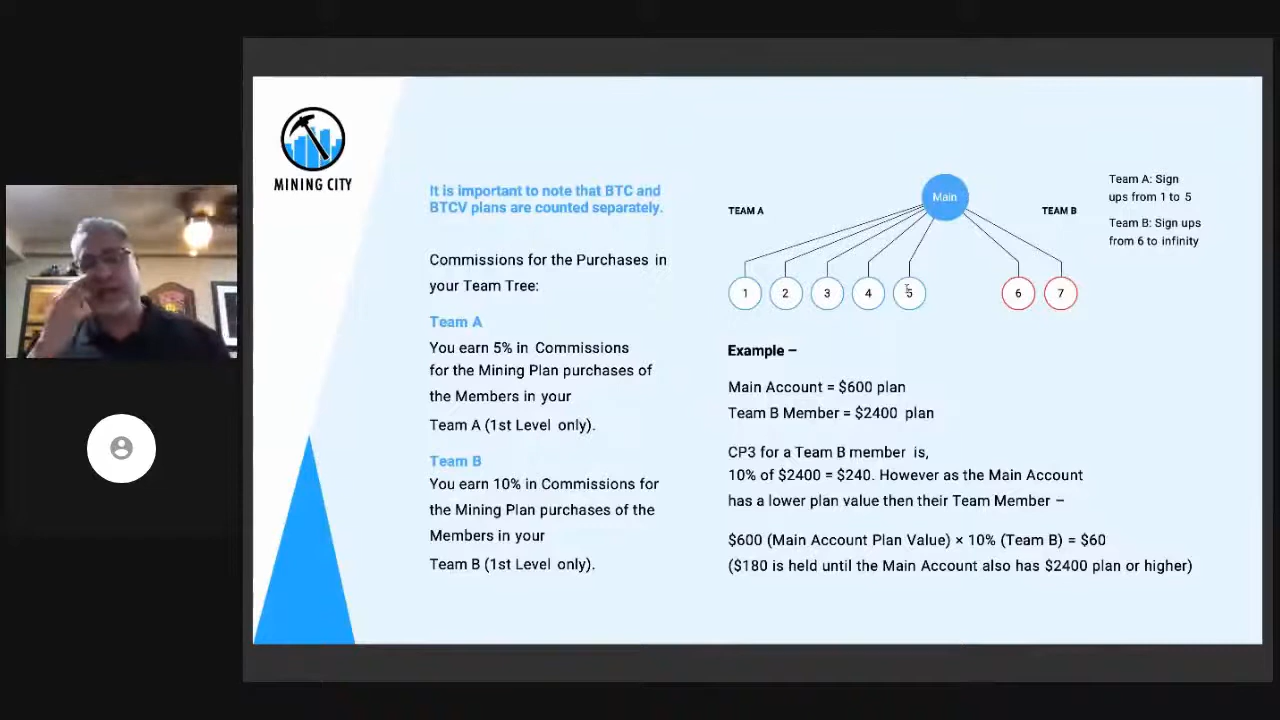 MINING CITY
It is important to note that BTC and
BTCV plans are counted separately.
Commissions for the Purchases in
your Team Tree:
Team A
You earn 5% in Commissions
for the Mining Plan purchases of
the Members in your
Team A (1st Level only).
Team B
You earn 10% in Commissions for
the Mining Plan purchases of the
Members in your
Team B (1st Level only).
Main
TEAM A
TEAM B
1 2 3 4 5 6 7
Team A: Sign
ups from 1 to 5
Team B: Sign ups
from 6 to infinity
Example –
Main Account = $600 plan
Team B Member = $2400 plan
CP3 for a Team B member is,
10% of $2400 = $240. However as the Main Account
has a lower plan value then their Team Member –
$600 (Main Account Plan Value) × 10% (Team B) = $60
($180 is held until the Main Account also has $2400 plan or higher)